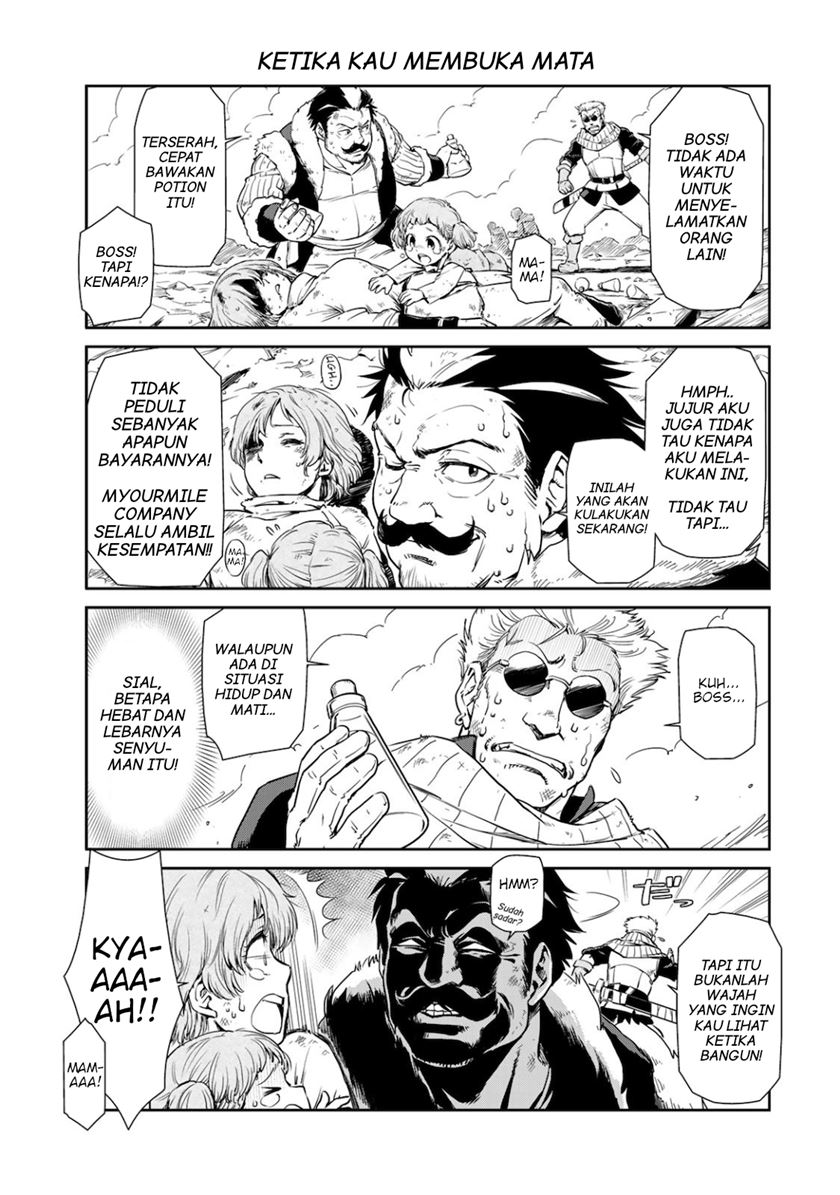 KETIKA KAU MEMBUKA MATA
BOSS!
TIDAK ADA
WAKTU
UNTUK
MENYE-
LAMATKAN
ORANG
LAIN!
MA-
MA!
TERSERAH,
CEPAT
BAWAKAN
POTION
ITU!
BOSS!
TAPI
KENAPA!?
HMPH..
JUJUR AKU
JUGA TIDAK
TAU KENAPA
AKU MELA-
KUKAN INI,
TIDAK TAU
TAPI...
INILAH
YANG AKAN
KULAKUKAN
SEKARANG!
UGH...
TIDAK
PEDULI
SEBANYAK
APAPUN
BAYARANNYA!
MYOURMILE
COMPANY
SELALU AMBIL
KESEMPATAN!!
MA-
MA!
KUH...
BOSS...
WALAUPUN
ADA DI
SITUASI
HIDUP DAN
MATI...
SIAL,
BETAPA
HEBAT DAN
LEBARNYA
SENYU-
MAN ITU!
だっ
TAPI ITU
BUKANLAH
WAJAH
YANG INGIN
KAU LIHAT
KETIKA
BANGUN!
HMM?
Sudah
sadar?
KYA-
AAA-
AH!!
MAM-
AAA!